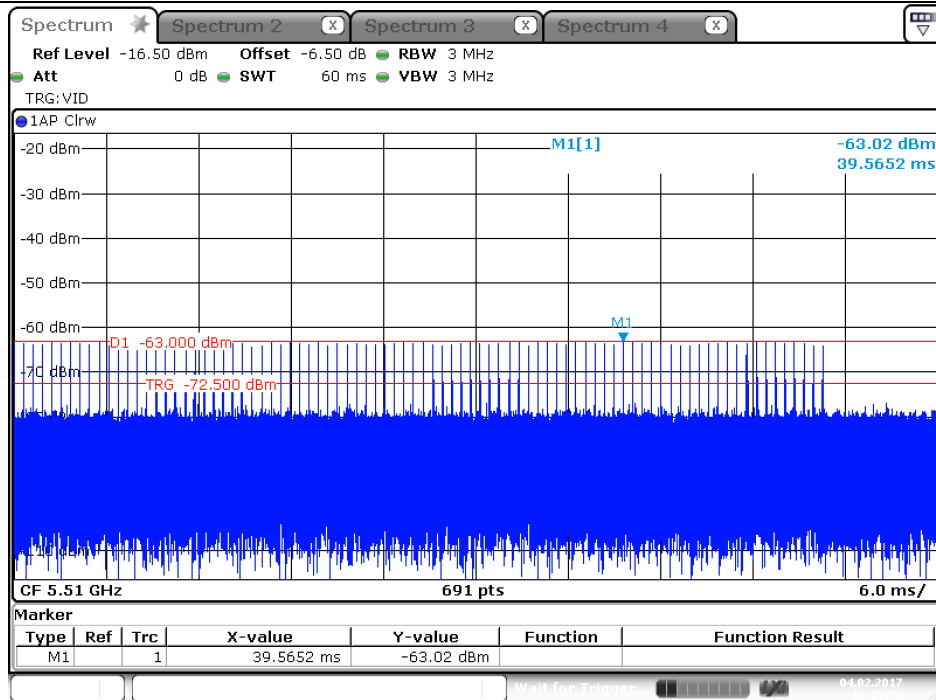 Spectrum Spectrum 2 X Spectrum 3 X Spectrum 4 X
Ref Level -16.50 dBm Offset -6.50 dB RBW 3 MHz
Att 0 dB SWT 60 ms VBW 3 MHz
TRG:VID
1AP Clrw
-20 dBm M1[1] -63.02 dBm
39.5652 ms
-30 dBm
-40 dBm
-50 dBm
-60 dBm M1
D1 -63.000 dBm
-70 dBm
TRG -72.500 dBm
CF 5.51 GHz 691 pts 6.0 ms/
Marker
Type Ref Trc X-value Y-value Function Function Result
M1 1 39.5652 ms -63.02 dBm
Wait for Trigger... 04.02.2017